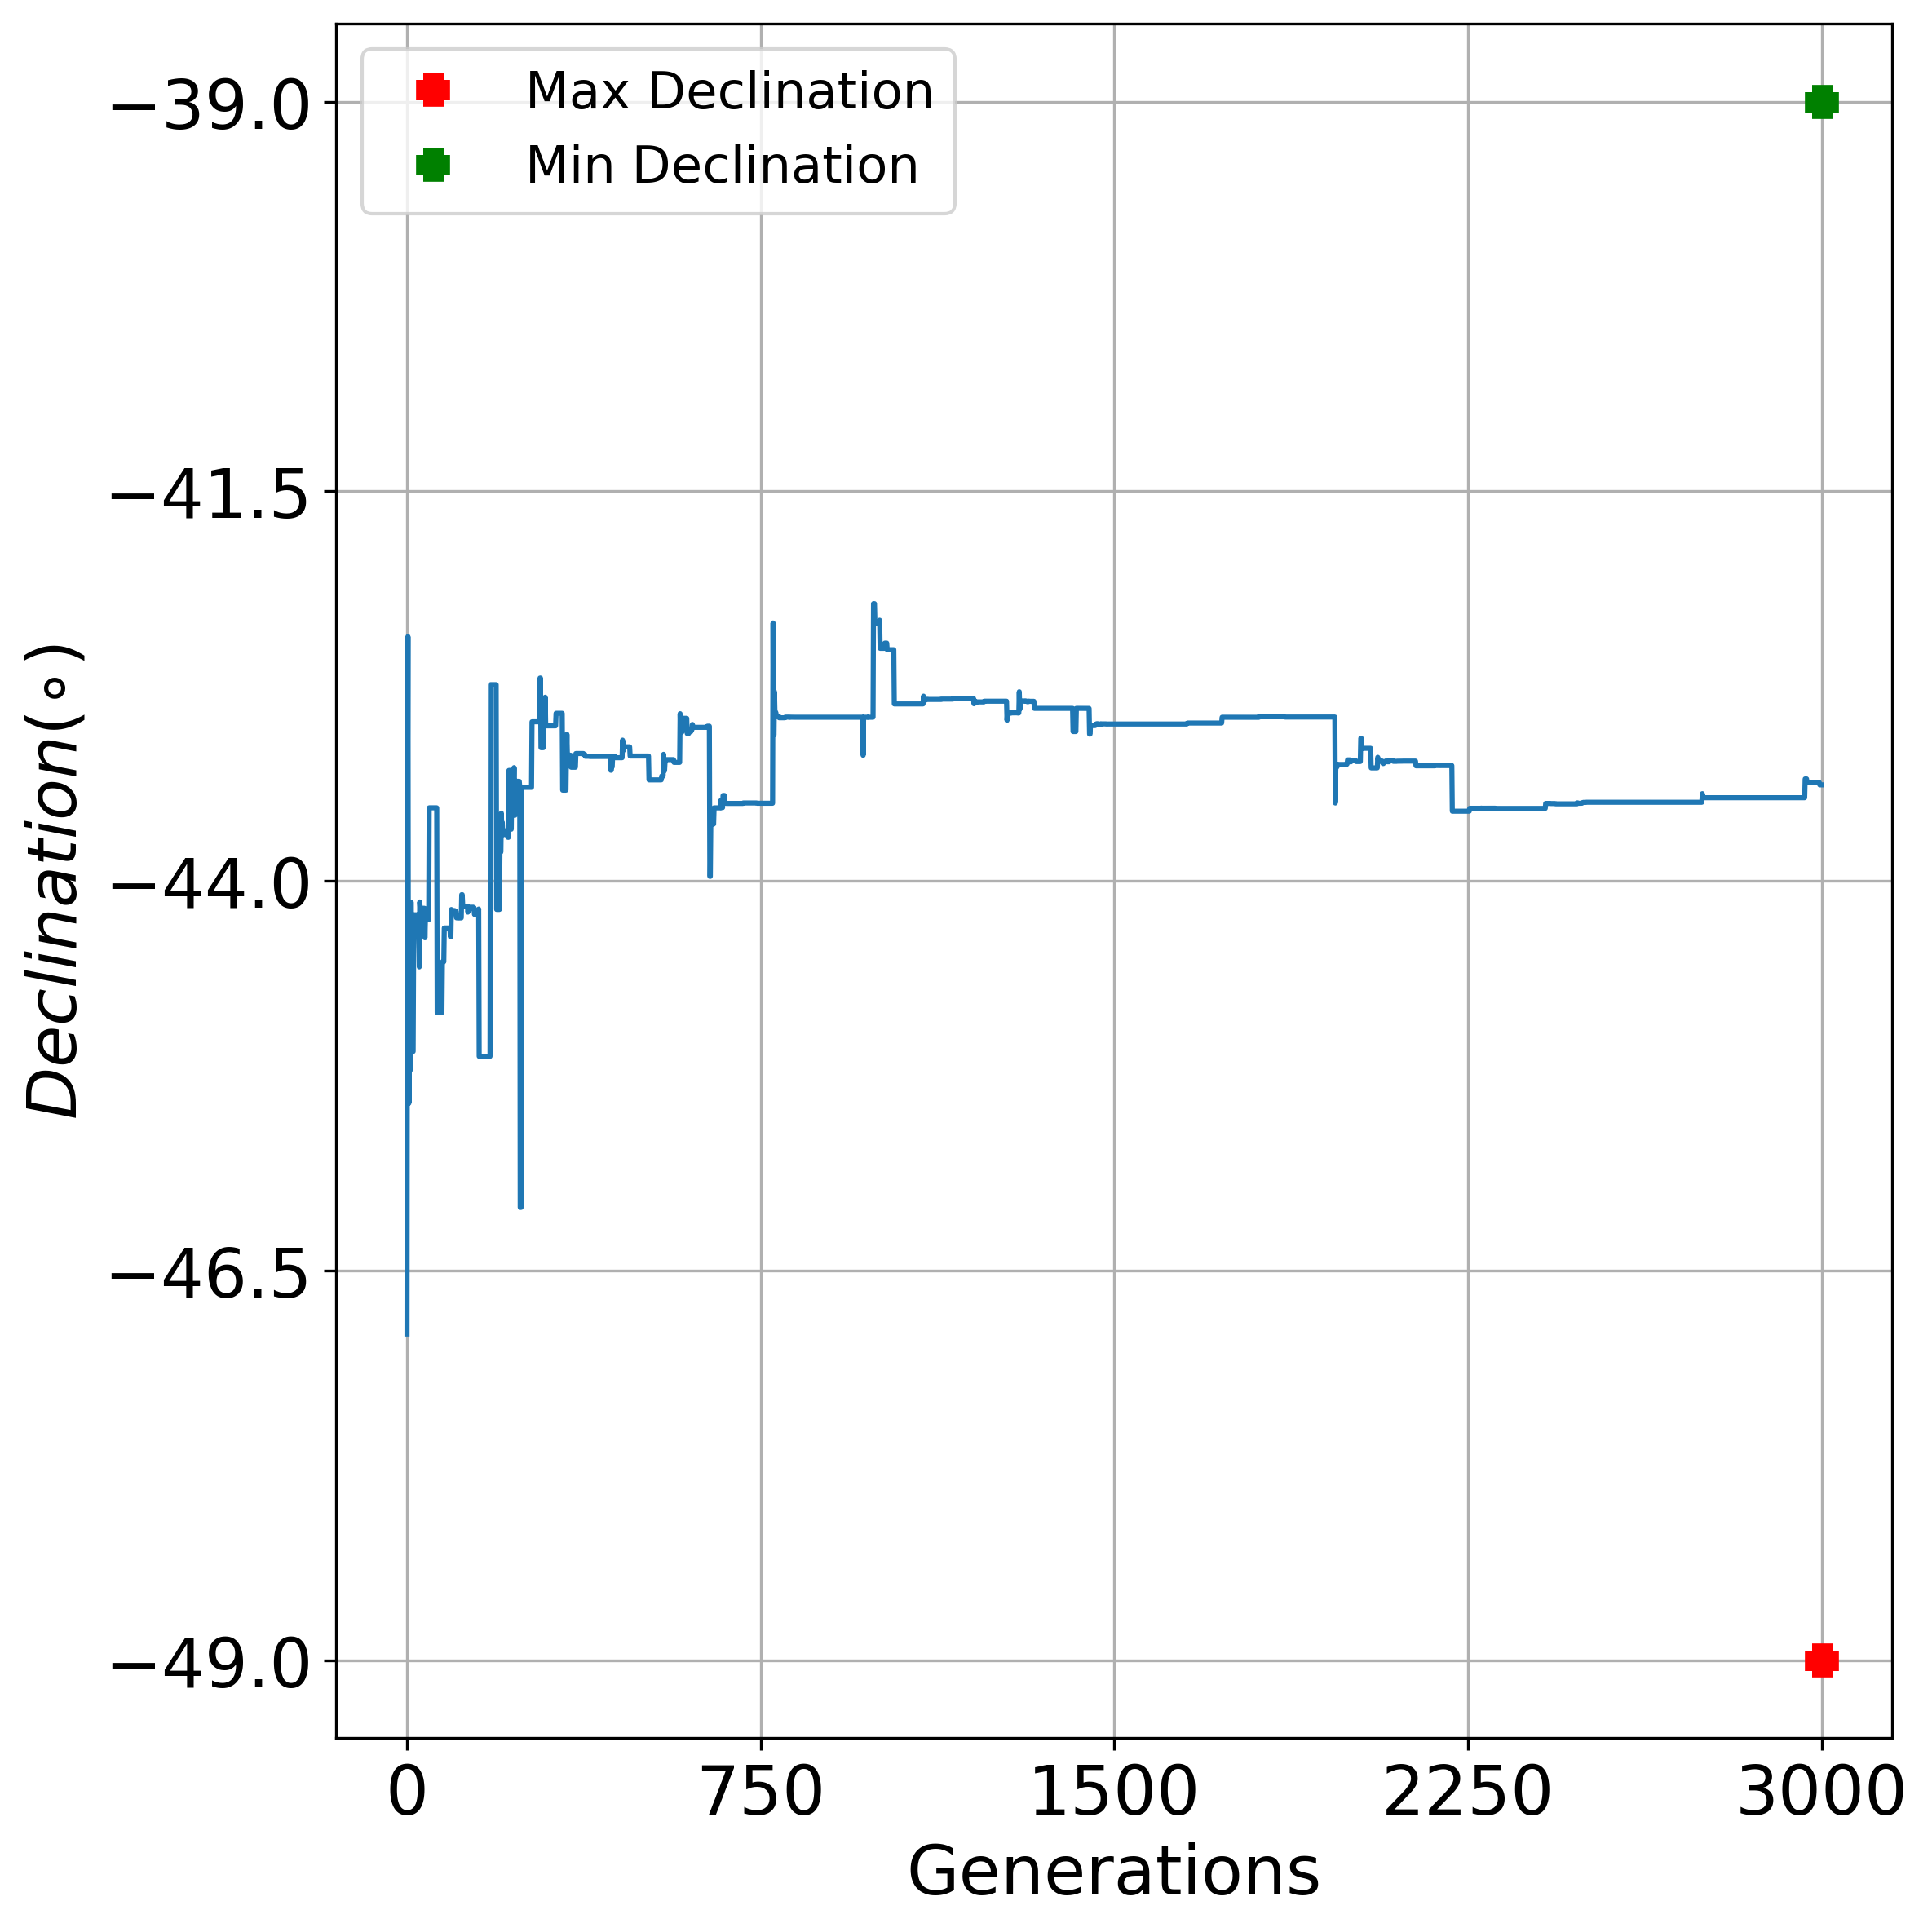 Max Declination
Min Declination
−39.0
−41.5
−44.0
−46.5
−49.0
Declination(∘)
0 750 1500 2250 3000
Generations